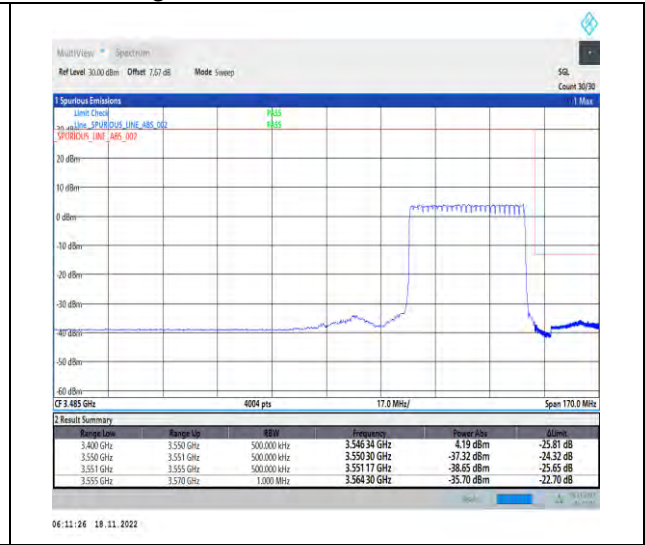 MultiView Spectrum
Ref Level 30.00 dBm Offset 7.67 dB Mode Sweep SGL
Count 30/30
1 Spurious Emissions 1 Max
Limit Check PASS
Line _SPURIOUS_LINE_ABS_002 PASS
_SPURIOUS_LINE_ABS_002
20 dBm
10 dBm
0 dBm
-10 dBm
-20 dBm
-30 dBm
-40 dBm
-50 dBm
-60 dBm
CF 3.485 GHz 4004 pts 17.0 MHz/ Span 170.0 MHz
2 Result Summary
Range Low Range Up RBW Frequency Power Abs ΔLimit
3.400 GHz 3.550 GHz 500.000 kHz 3.546 34 GHz 4.19 dBm -25.81 dB
3.550 GHz 3.551 GHz 500.000 kHz 3.550 30 GHz -37.32 dBm -24.32 dB
3.551 GHz 3.555 GHz 500.000 kHz 3.551 17 GHz -38.65 dBm -25.65 dB
3.555 GHz 3.570 GHz 1.000 MHz 3.564 30 GHz -35.70 dBm -22.70 dB
06:11:26 18.11.2022